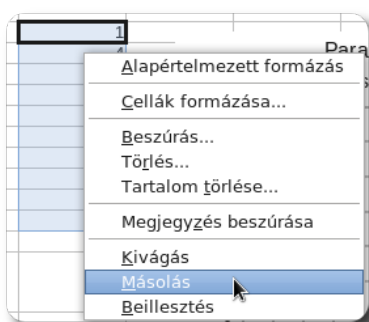 1
4
Para
Alapértelmezett formázás
Cellák formázása...
Beszúrás...
Törlés...
Tartalom törlése...
Megjegyzés beszúrása
Kivágás
Másolás
Beillesztés